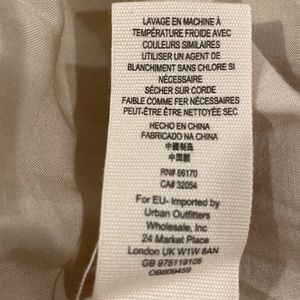 LAVAGE EN MACHINE À
TEMPÉRATURE FROIDE AVEC
COULEURS SIMILAIRES
UTILISER UN AGENT DE
BLANCHIMENT SANS CHLORE SI
NÉCESSAIRE
SÉCHER SUR CORDE
FAIBLE COMME FER NÉCESSAIRES
PEUT-ÊTRE ÊTRE NETTOYÉE SEC
HECHO EN CHINA
FABRICADO NA CHINA
中國制造
中国製
RN# 66170
CA# 32054
For EU- Imported by
Urban Outfitters
Wholesale, Inc
24 Market Place
London UK W1W 8AN
GB 975119105
OB609459